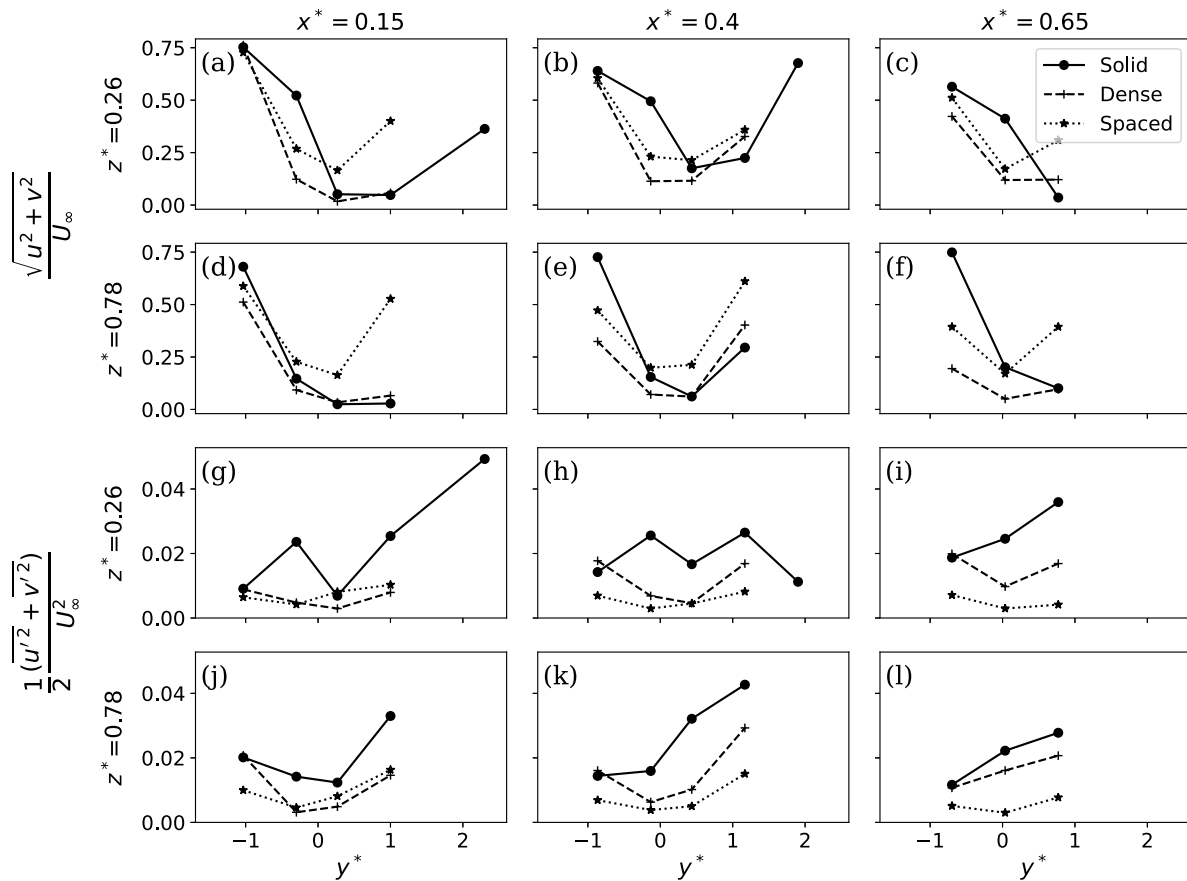 x* = 0.15
x* = 0.4
x* = 0.65
z*=0.26
0.75
0.50
0.25
0.00
(a)
(b)
(c)
Solid
Dense
Spaced
√(u² + v²)
U∞
z*=0.78
0.75
0.50
0.25
0.00
(d)
(e)
(f)
z*=0.26
0.04
0.02
0.00
(g)
(h)
(i)
1 (u′² + v′²)
2 U∞²
z*=0.78
0.04
0.02
0.00
(j)
(k)
(l)
−1 0 1 2
−1 0 1 2
−1 0 1 2
y*
y*
y*